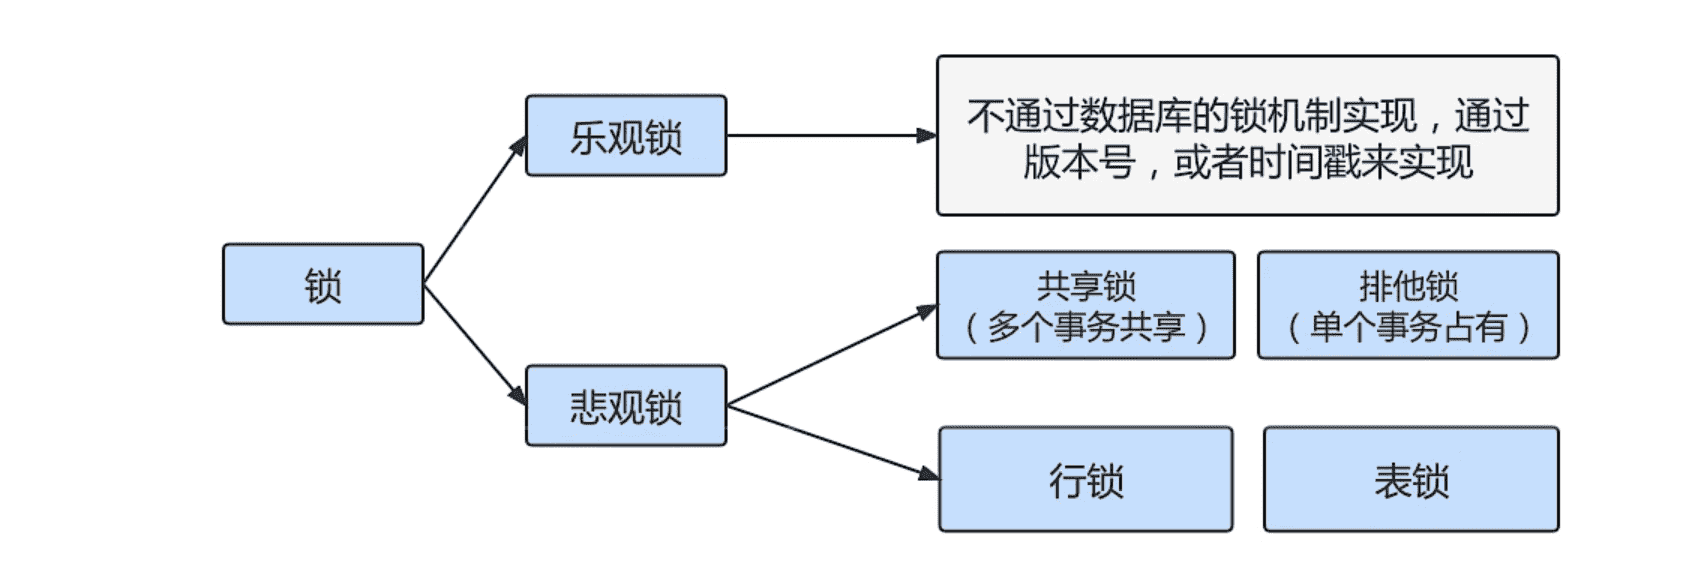 乐观锁
不通过数据库的锁机制实现，通过
版本号，或者时间戳来实现
锁
悲观锁
共享锁
（多个事务共享）
排他锁
（单个事务占有）
行锁
表锁